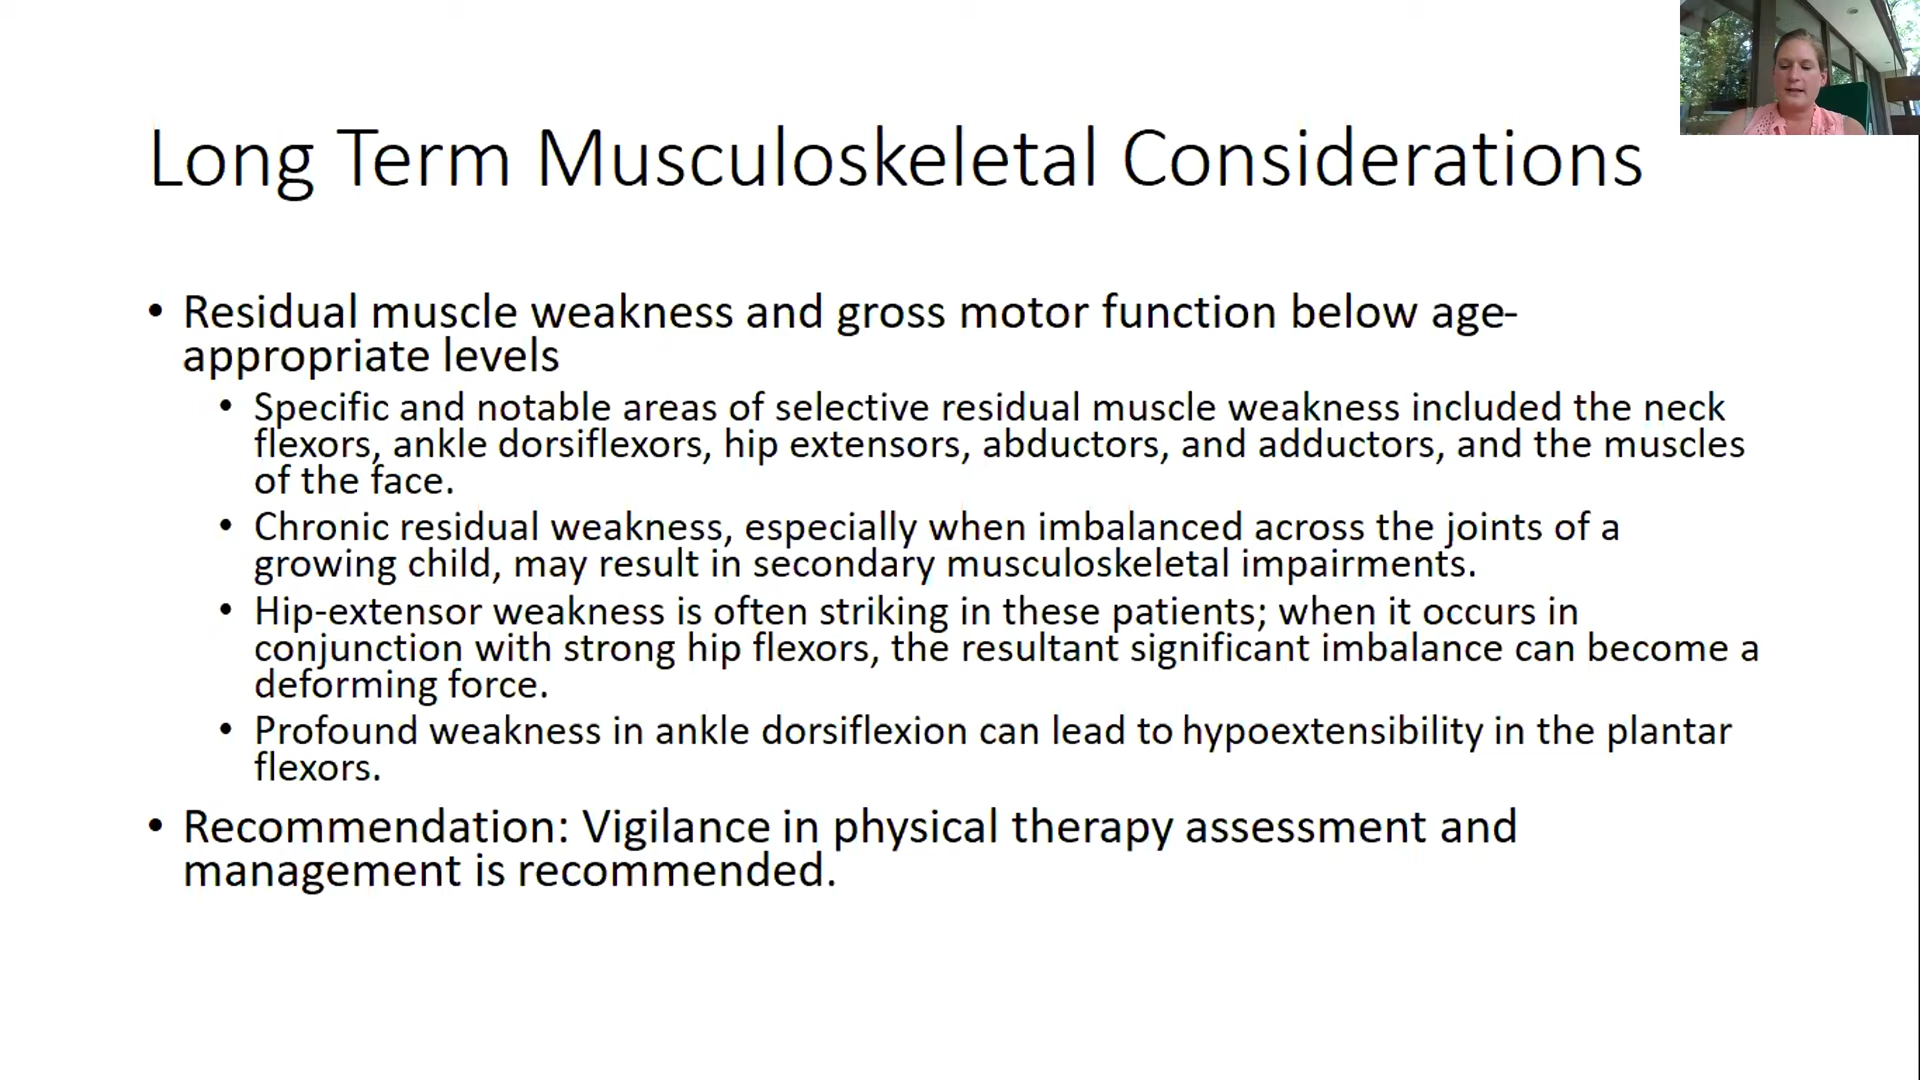 Long Term Musculoskeletal Considerations
• Residual muscle weakness and gross motor function below age-
appropriate levels
• Specific and notable areas of selective residual muscle weakness included the neck
flexors, ankle dorsiflexors, hip extensors, abductors, and adductors, and the muscles
of the face.
• Chronic residual weakness, especially when imbalanced across the joints of a
growing child, may result in secondary musculoskeletal impairments.
• Hip-extensor weakness is often striking in these patients; when it occurs in
conjunction with strong hip flexors, the resultant significant imbalance can become a
deforming force.
• Profound weakness in ankle dorsiflexion can lead to hypoextensibility in the plantar
flexors.
• Recommendation: Vigilance in physical therapy assessment and
management is recommended.